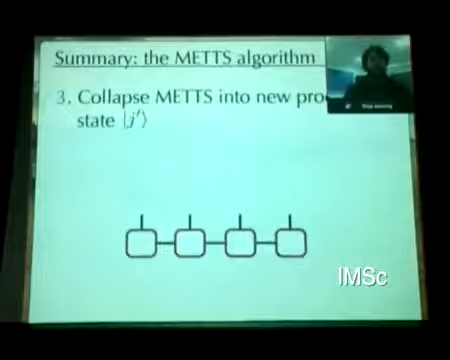 Summary: the METTS algorithm
3. Collapse METTS into new pro
state |j′⟩
IMSc